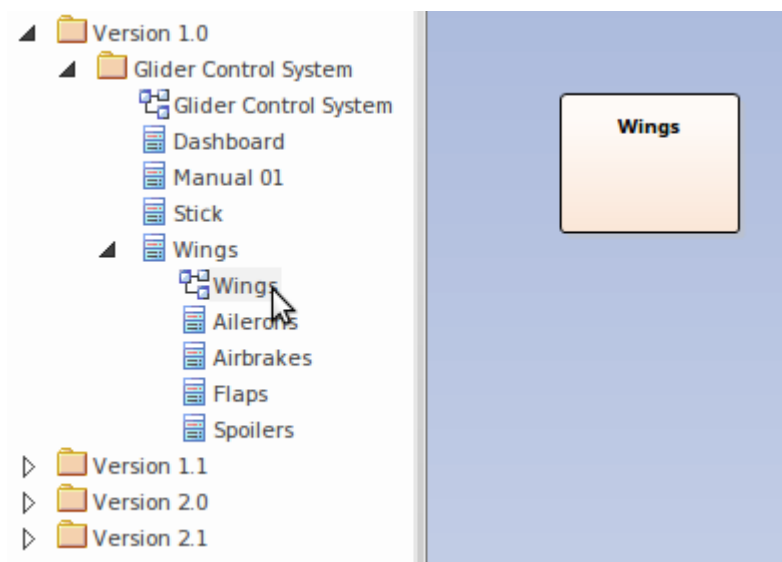 Version 1.0
Glider Control System
Glider Control System
Dashboard
Manual 01
Stick
Wings
Wings
Ailerons
Airbrakes
Flaps
Spoilers
Version 1.1
Version 2.0
Version 2.1
Wings